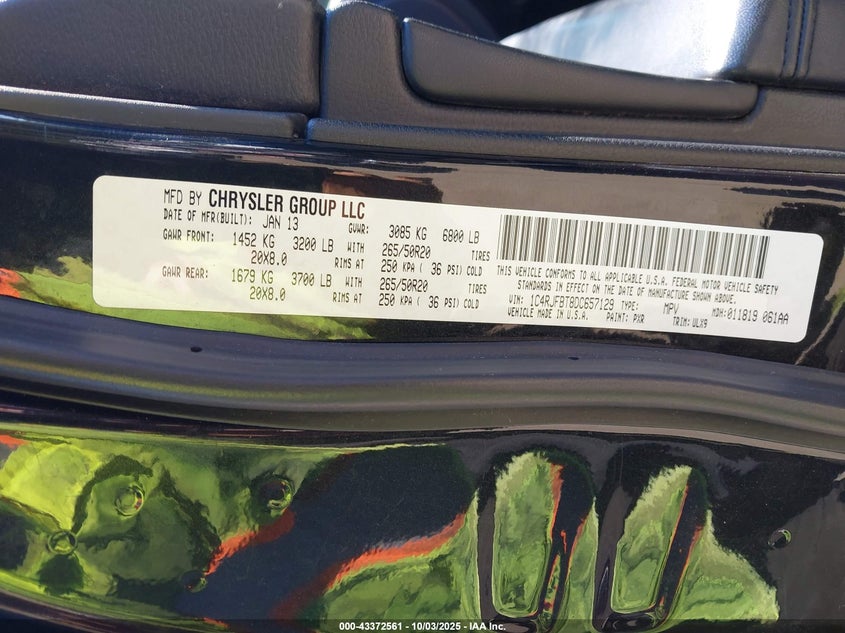 MFD BY CHRYSLER GROUP LLC
DATE OF MFR(BUILT): JAN 13 GVWR: 3085 KG 6800 LB
GAWR FRONT: 1452 KG 3200 LB WITH 265/50R20 TIRES
20X8.0 RIMS AT 250 KPA ( 36 PSI) COLD
GAWR REAR: 1679 KG 3700 LB WITH 265/50R20 TIRES
20X8.0 RIMS AT 250 KPA ( 36 PSI) COLD
THIS VEHICLE CONFORMS TO ALL APPLICABLE U.S.A. FEDERAL MOTOR VEHICLE SAFETY
STANDARDS IN EFFECT ON THE DATE OF MANUFACTURE SHOWN ABOVE.
VIN: 1C4RJFBT8DC657129 TYPE: MPV MDH: 011819 061AA
VEHICLE MADE IN U.S.A. PAINT: PXR TRIM: ULX9
000-43372561 - 10/03/2025 - IAA Inc.